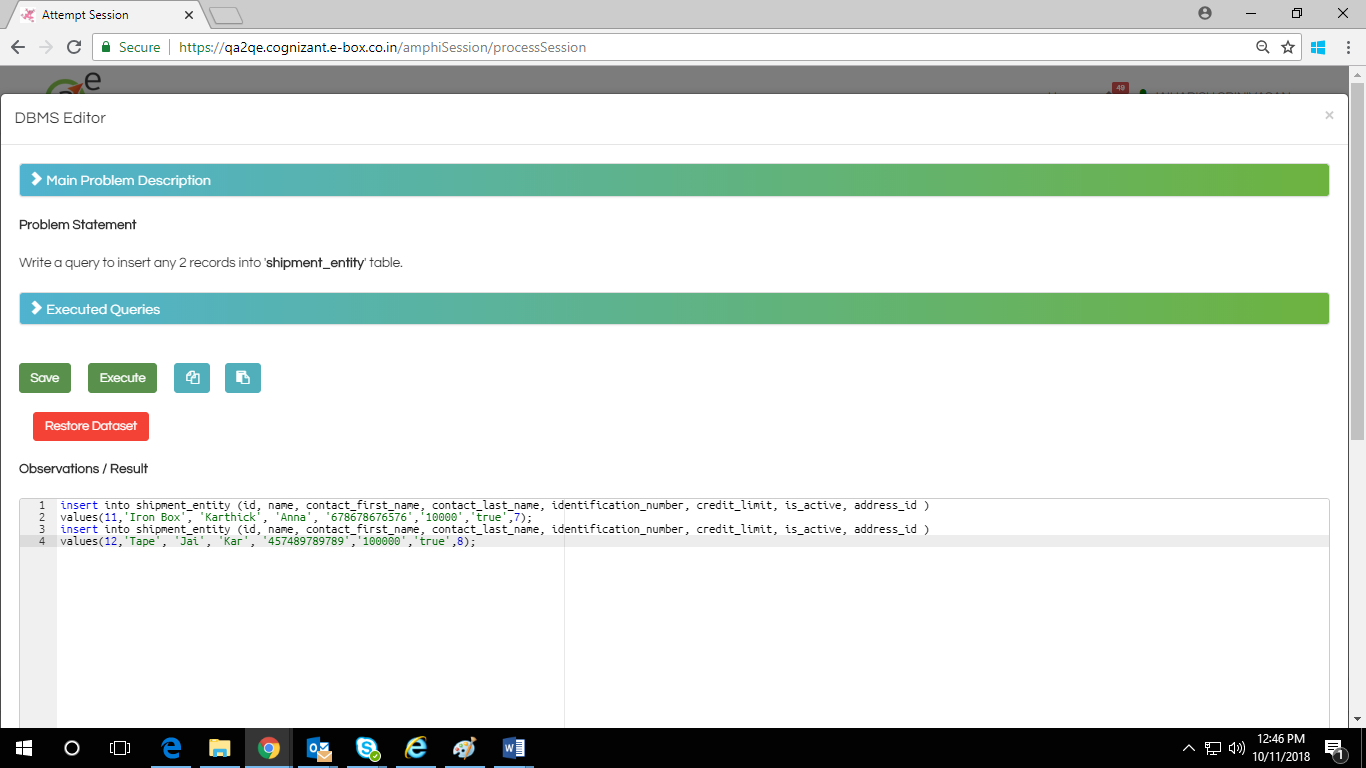 Attempt Session
Secure
https://qa2qe.cognizant.e-box.co.in/amphiSession/processSession
e
49
DBMS Editor
×
Main Problem Description
Problem Statement
Write a query to insert any 2 records into 'shipment_entity' table.
Executed Queries
Save
Execute
Restore Dataset
Observations / Result
1 insert into shipment_entity (id, name, contact_first_name, contact_last_name, identification_number, credit_limit, is_active, address_id )
2 values(11,'Iron Box', 'Karthick', 'Anna', '678678676576','10000','true',7);
3 insert into shipment_entity (id, name, contact_first_name, contact_last_name, identification_number, credit_limit, is_active, address_id )
4 values(12,'Tape', 'Jai', 'Kar', '457489789789','100000','true',8);
12:46 PM
10/11/2018
1